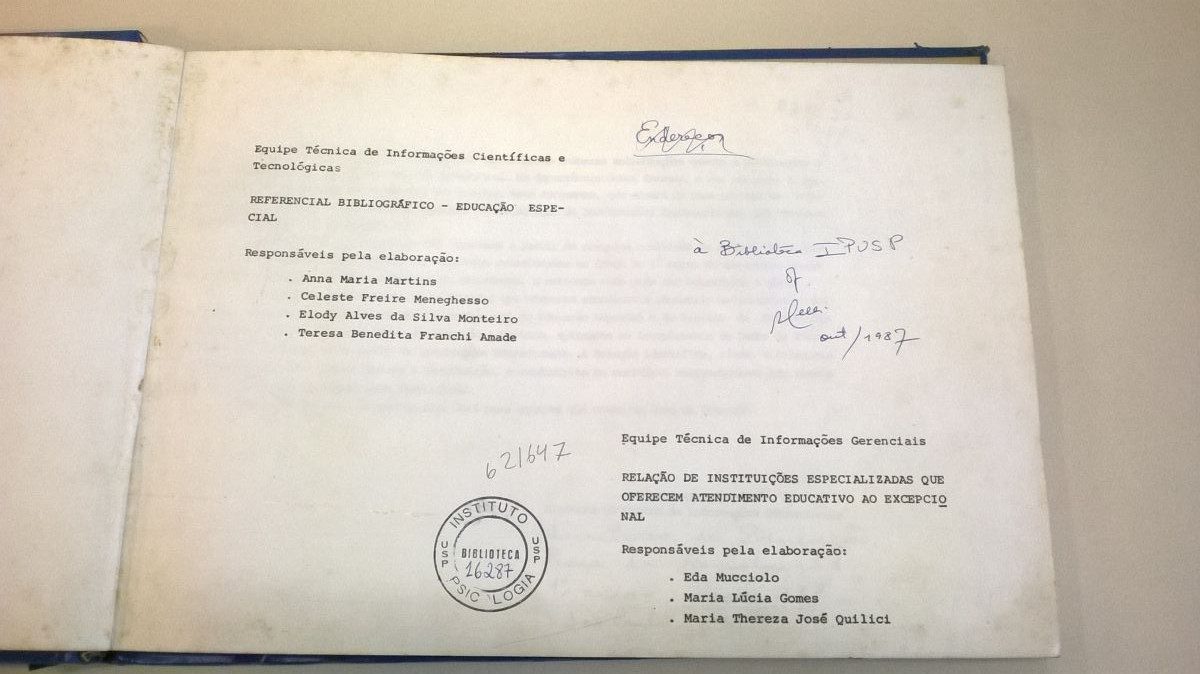 Equipe Técnica de Informações Científicas e
Tecnológicas
REFERENCIAL BIBLIOGRÁFICO - EDUCAÇÃO ESPE-
CIAL
Responsáveis pela elaboração:
. Anna Maria Martins
. Celeste Freire Meneghesso
. Elody Alves da Silva Monteiro
. Teresa Benedita Franchi Amade
à Biblioteca IPUSP
of.
out/1987
621647
INSTITUTO
USP BIBLIOTECA USP
16287
PSICOLOGIA
Equipe Técnica de Informações Gerenciais
RELAÇÃO DE INSTITUIÇÕES ESPECIALIZADAS QUE
OFERECEM ATENDIMENTO EDUCATIVO AO EXCEPCIO
NAL
Responsáveis pela elaboração:
. Eda Mucciolo
. Maria Lúcia Gomes
. Maria Thereza José Quilici